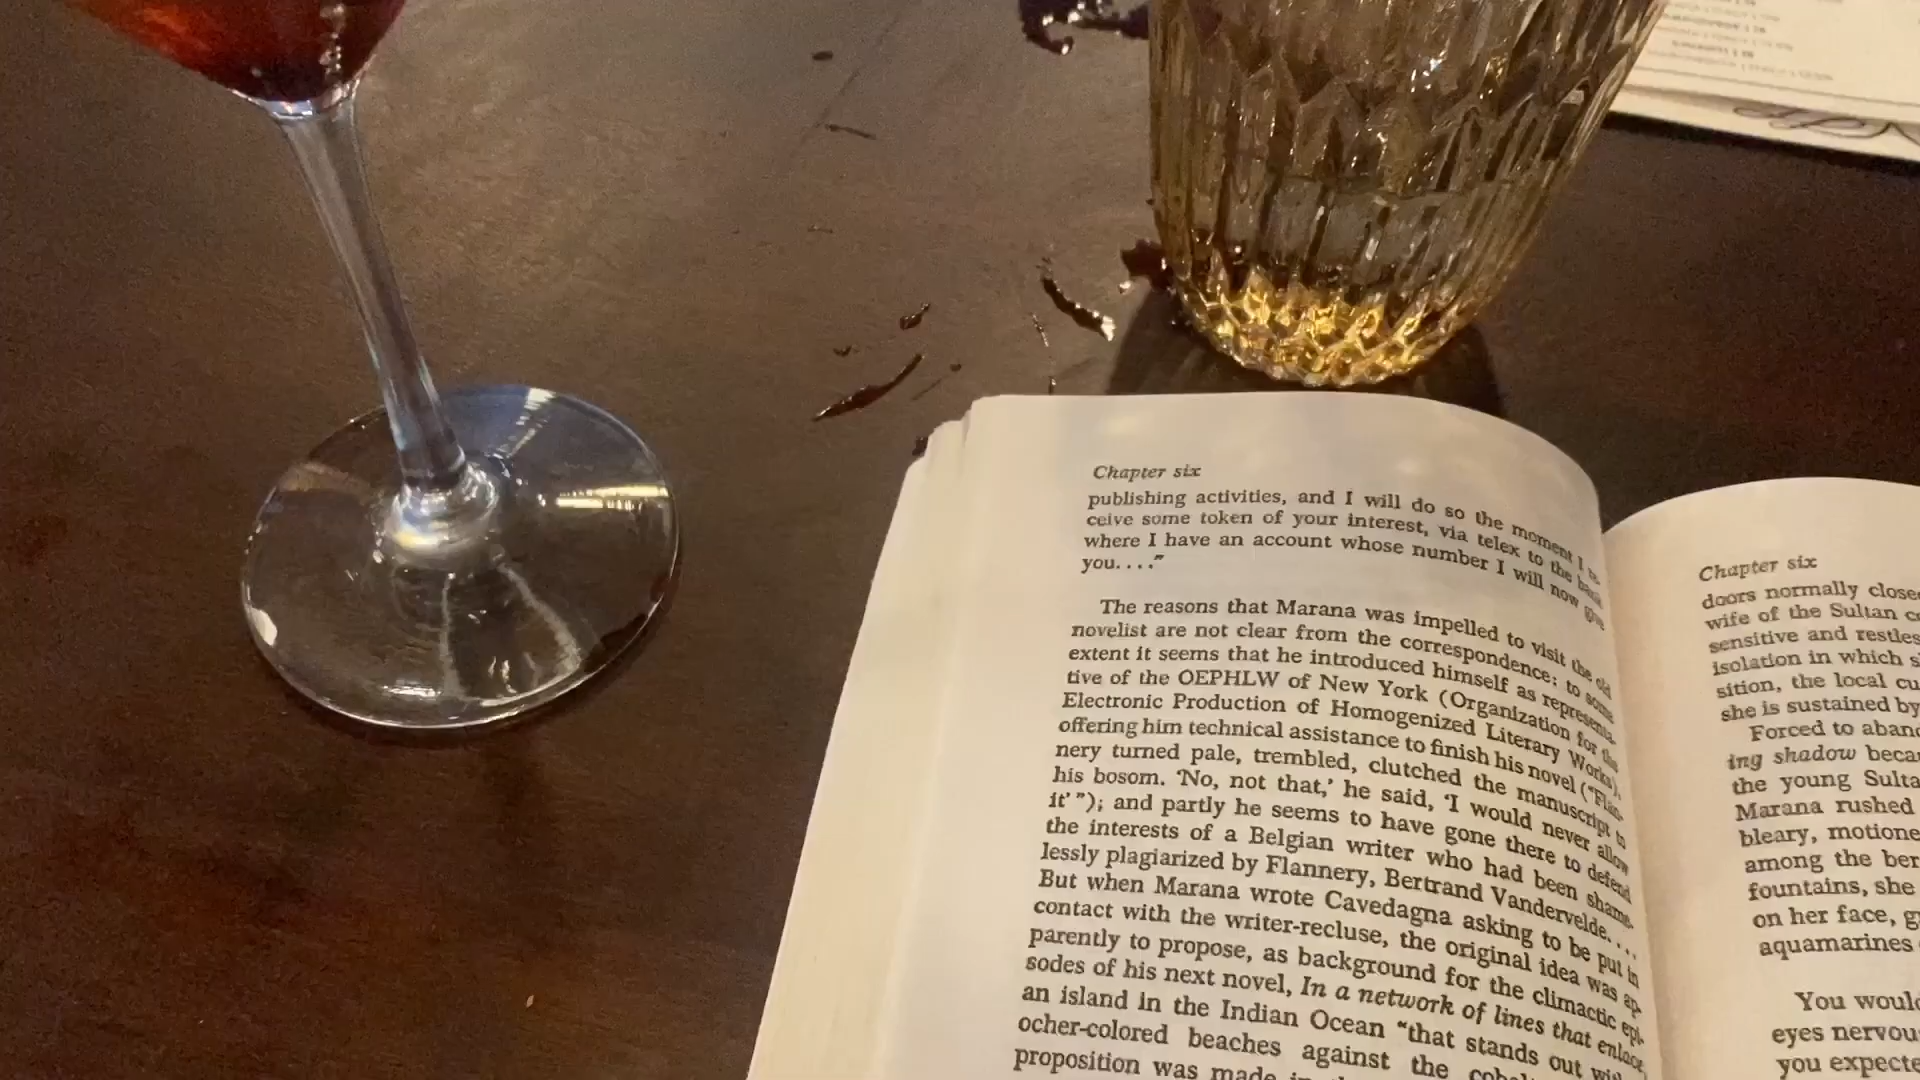 Chapter six
publishing activities, and I will do so the moment I re-
ceive some token of your interest, via telex to the bank
where I have an account whose number I will now give
you. . . ."
The reasons that Marana was impelled to visit the old
novelist are not clear from the correspondence; to some
extent it seems that he introduced himself as representa-
tive of the OEPHLW of New York (Organization for the
Electronic Production of Homogenized Literary Works),
offering him technical assistance to finish his novel ("Flan-
nery turned pale, trembled, clutched the manuscript to
his bosom. 'No, not that,' he said, 'I would never allow
it' "); and partly he seems to have gone there to defend
the interests of a Belgian writer who had been shame-
lessly plagiarized by Flannery, Bertrand Vandervelde. . . .
But when Marana wrote Cavedagna asking to be put in
contact with the writer-recluse, the original idea was ap-
parently to propose, as background for the climactic epi-
sodes of his next novel, In a network of lines that enlace,
an island in the Indian Ocean "that stands out with
ocher-colored beaches against the
proposition was made
Chapter six
doors normally close
wife of the Sultan
sensitive and restles
isolation in which
sition, the local cu
she is sustained by
Forced to aban
ing shadow beca
the young Sulta
Marana rushed
bleary, motione
among the ber
fountains, she
on her face, g
aquamarines
You would
eyes nervou
you expecte